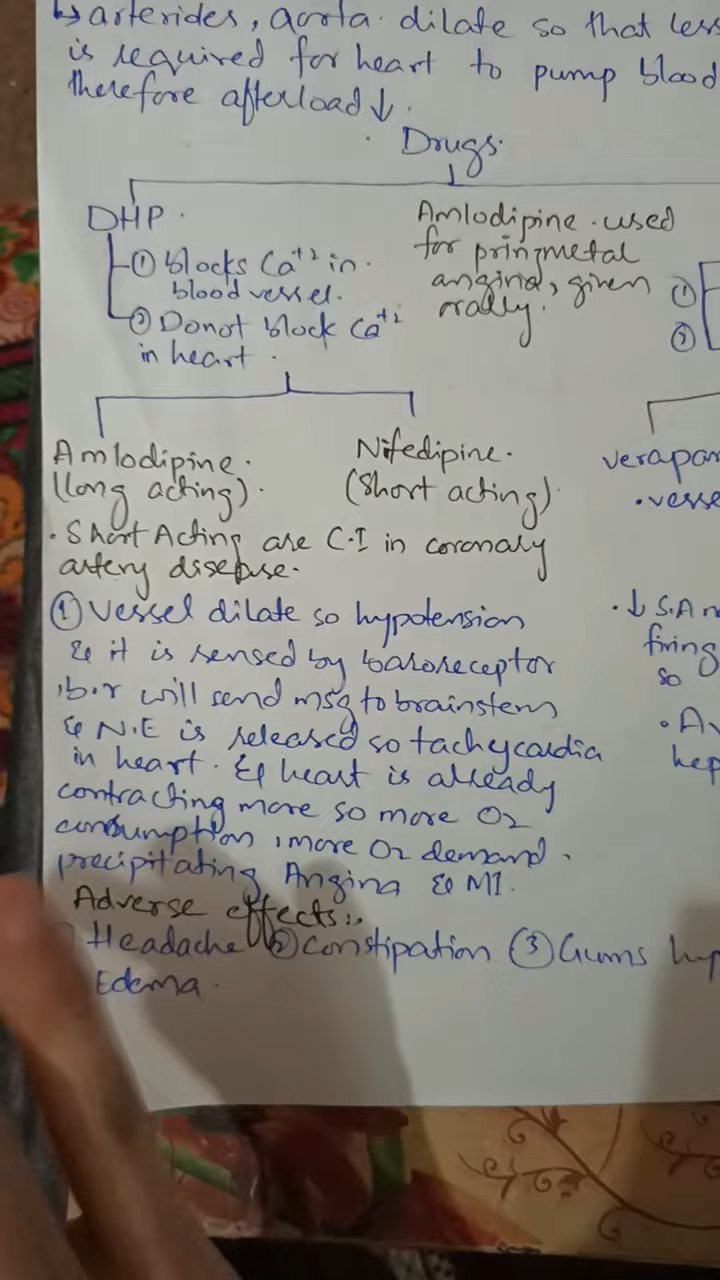 ↳ arterides, aorta dilate so that less
is required for heart to pump blood
therefore afterload ↓.
Drugs.
DHP.
① blocks Ca+2 in.
blood vessel.
② Donot block Ca+2
in heart.
Amlodipine. used
for prinzmetal
angina, given
orally.
①
②
Amlodipine.
(long acting).
Nifedipine.
(Short acting).
verapam
• vesse
• Short Acting are C.I in coronary
artery disease.
① Vessel dilate so hypotension
& it is sensed by baroreceptor
, b.r will send msg to brainstem
& N.E is released so tachycardia
in heart. & heart is already
contracting more so more O2
consumption, more O2 demand.
precipitating Angina & MI.
• ↓ S.A n
firing
so
• AV
hep
Adverse effects:
Headache ② Constipation ③ Gums hyp
Edema.